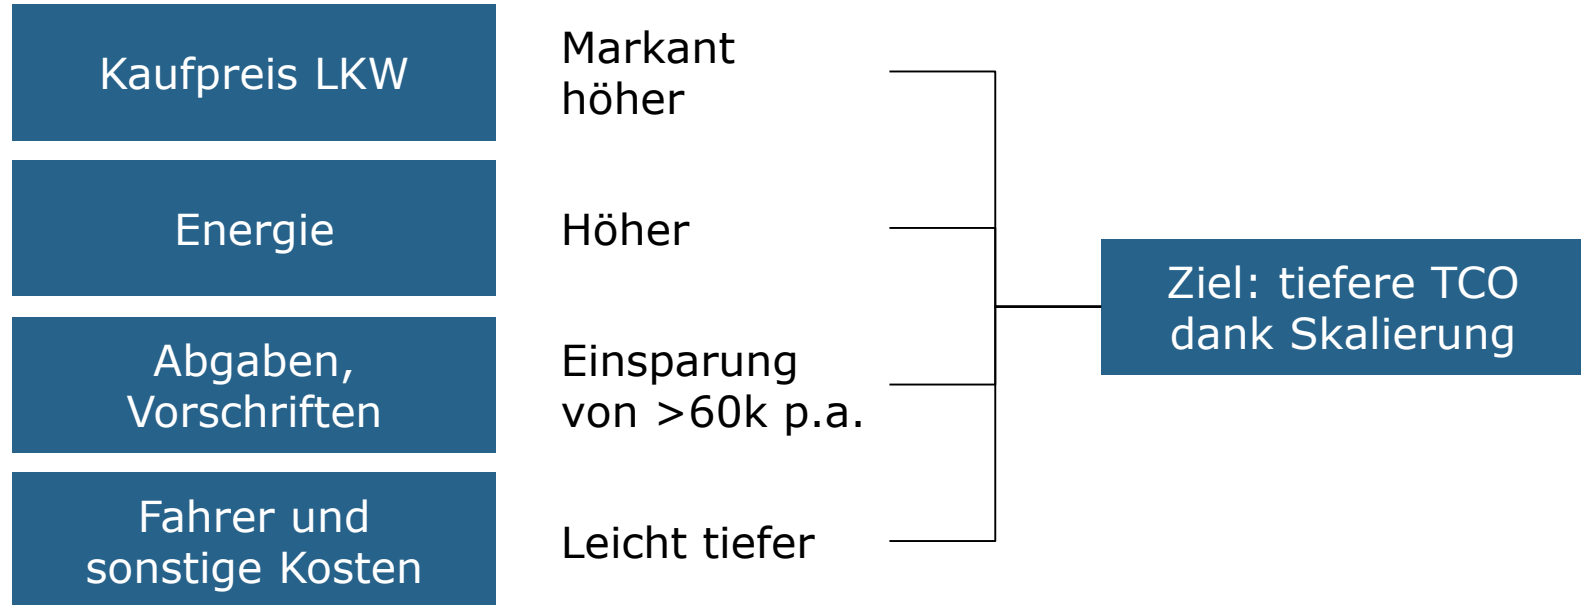 Kaufpreis LKW
Markant
höher
Energie
Höher
Abgaben,
Vorschriften
Einsparung
von >60k p.a.
Fahrer und
sonstige Kosten
Leicht tiefer
Ziel: tiefere TCO
dank Skalierung